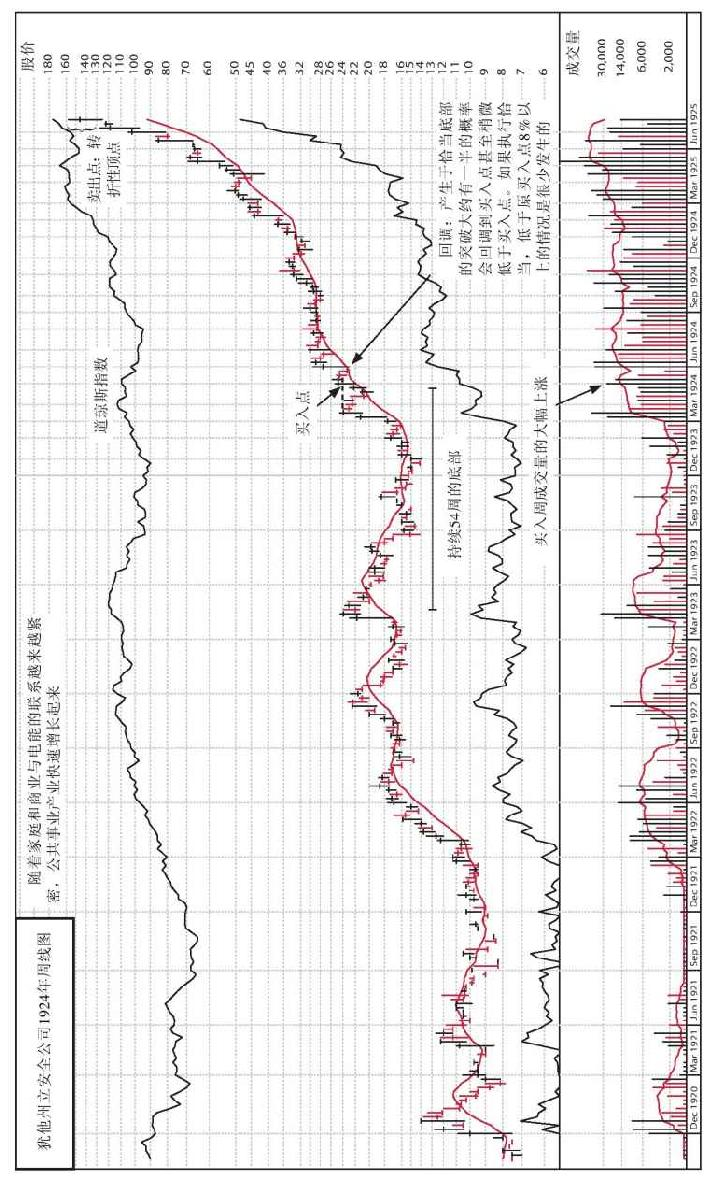 犹他州立安全公司1924年周线图
随着家庭和商业与电能的联系越来越紧
密，公共事业产业快速增长起来
股价
180
160
140
130
120
110
100
90
80
70
60
50
45
40
36
32
28
26
24
22
20
18
16
15
14
13
12
11
10
9
8
7
6
道琼斯指数
卖出点：转
折性顶点
买入点
回调：产生于恰当底部
的突破大约有一半的概率
会回调到买入点甚至稍微
低于买入点。如果执行恰
当，低于原买入点8%以
上的情况是很少发生的
持续54周的底部
买入周成交量的大幅上涨
成交量
30,000
14,000
6,000
2,000
Dec 1920
Mar 1921
Jun 1921
Sep 1921
Dec 1921
Mar 1922
Jun 1922
Sep 1922
Dec 1922
Mar 1923
Jun 1923
Sep 1923
Dec 1923
Mar 1924
Jun 1924
Sep 1924
Dec 1924
Mar 1925
Jun 1925